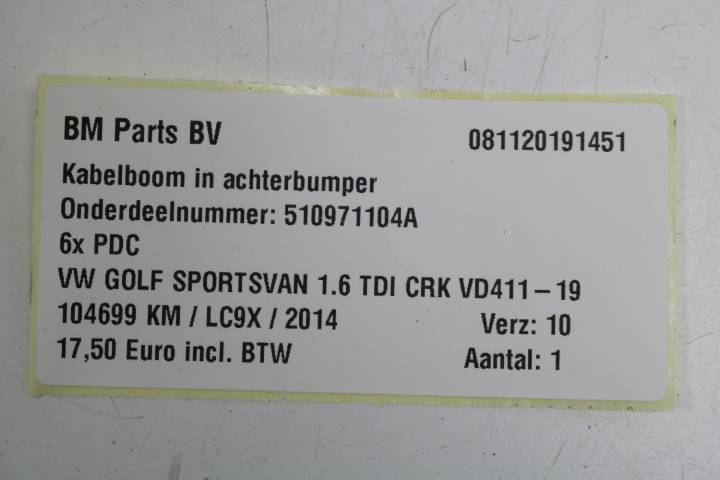 BM Parts BV 081120191451
Kabelboom in achterbumper
Onderdeelnummer: 510971104A
6x PDC
VW GOLF SPORTSVAN 1.6 TDI CRK VD411-19
104699 KM / LC9X / 2014 Verz: 10
17,50 Euro incl. BTW Aantal: 1